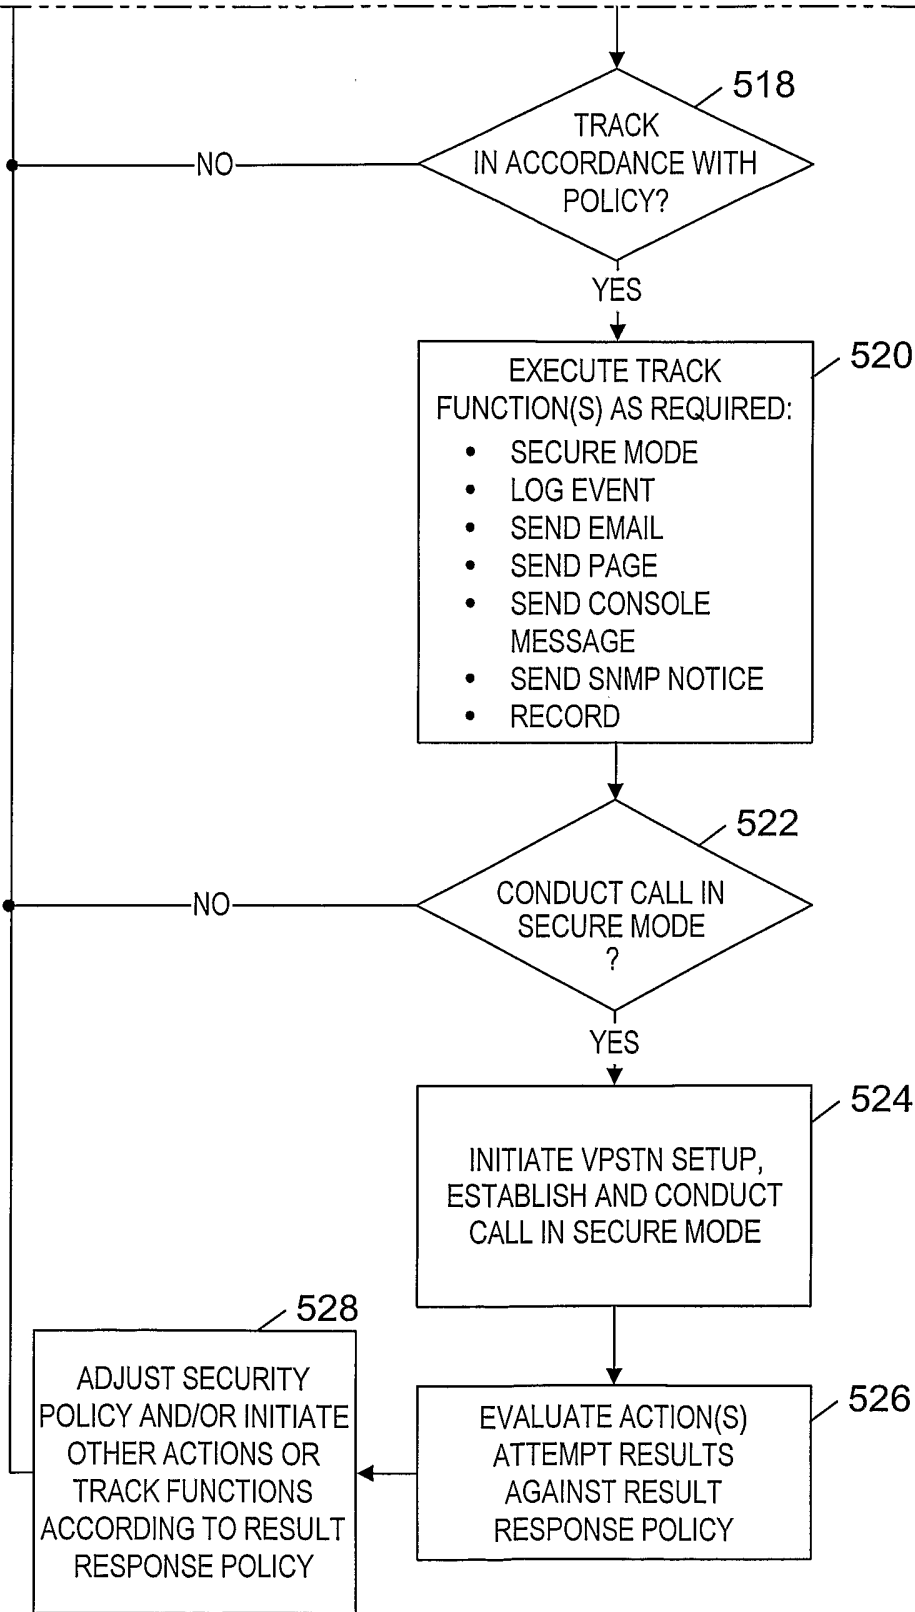 518
TRACK
IN ACCORDANCE WITH
POLICY?
NO
YES
520
EXECUTE TRACK
FUNCTION(S) AS REQUIRED:
• SECURE MODE
• LOG EVENT
• SEND EMAIL
• SEND PAGE
• SEND CONSOLE
MESSAGE
• SEND SNMP NOTICE
• RECORD
522
CONDUCT CALL IN
SECURE MODE
?
NO
YES
524
INITIATE VPSTN SETUP,
ESTABLISH AND CONDUCT
CALL IN SECURE MODE
526
EVALUATE ACTION(S)
ATTEMPT RESULTS
AGAINST RESULT
RESPONSE POLICY
528
ADJUST SECURITY
POLICY AND/OR INITIATE
OTHER ACTIONS OR
TRACK FUNCTIONS
ACCORDING TO RESULT
RESPONSE POLICY